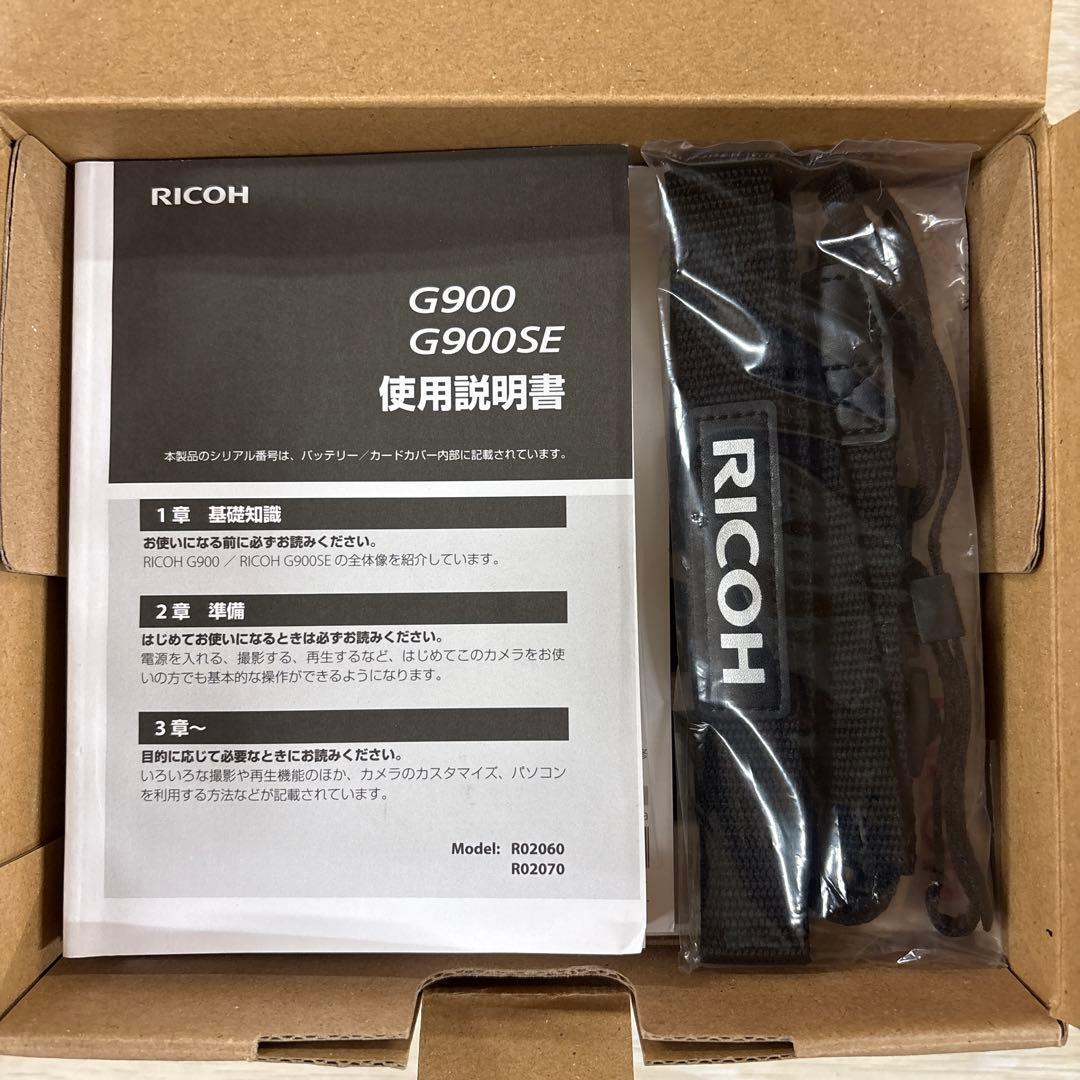 RICOH
G900
G900SE
使用説明書
本製品のシリアル番号は、バッテリー／カードカバー内部に記載されています。
1章 基礎知識
お使いになる前に必ずお読みください。
RICOH G900 ／ RICOH G900SE の全体像を紹介しています。
2章 準備
はじめてお使いになるときは必ずお読みください。
電源を入れる、撮影する、再生するなど、はじめてこのカメラをお使
いの方でも基本的な操作ができるようになります。
3章〜
目的に応じて必要なときにお読みください。
いろいろな撮影や再生機能のほか、カメラのカスタマイズ、パソコン
を利用する方法などが記載されています。
Model: R02060
R02070
RICOH